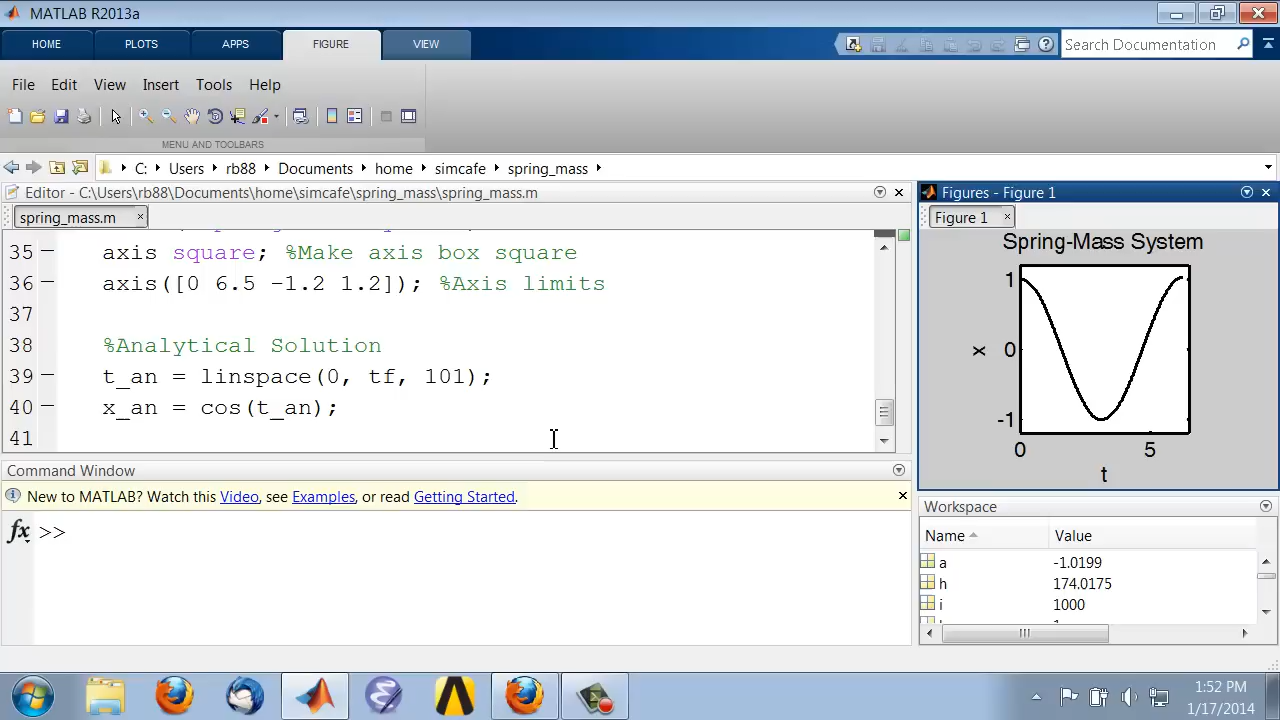 MATLAB R2013a
HOME PLOTS APPS FIGURE VIEW
Search Documentation
File Edit View Insert Tools Help
MENU AND TOOLBARS
C: Users rb88 Documents home simcafe spring_mass
Editor - C:\Users\rb88\Documents\home\simcafe\spring_mass\spring_mass.m
spring_mass.m
35 axis square; %Make axis box square
36 axis([0 6.5 -1.2 1.2]); %Axis limits
37
38 %Analytical Solution
39 t_an = linspace(0, tf, 101);
40 x_an = cos(t_an);
41
Command Window
New to MATLAB? Watch this Video, see Examples, or read Getting Started.
fx >>
Figures - Figure 1
Figure 1
Spring-Mass System
1
x 0
-1
0 5
t
Workspace
Name Value
a -1.0199
h 174.0175
i 1000
1:52 PM
1/17/2014